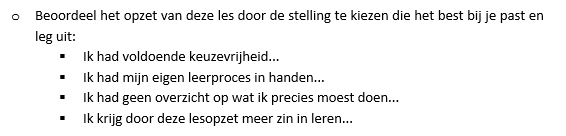 o Beoordeel het opzet van deze les door de stelling te kiezen die het best bij je past en
leg uit:
▪ Ik had voldoende keuzevrijheid...
▪ Ik had mijn eigen leerproces in handen...
▪ Ik had geen overzicht op wat ik precies moest doen...
▪ Ik krijg door deze lesopzet meer zin in leren...